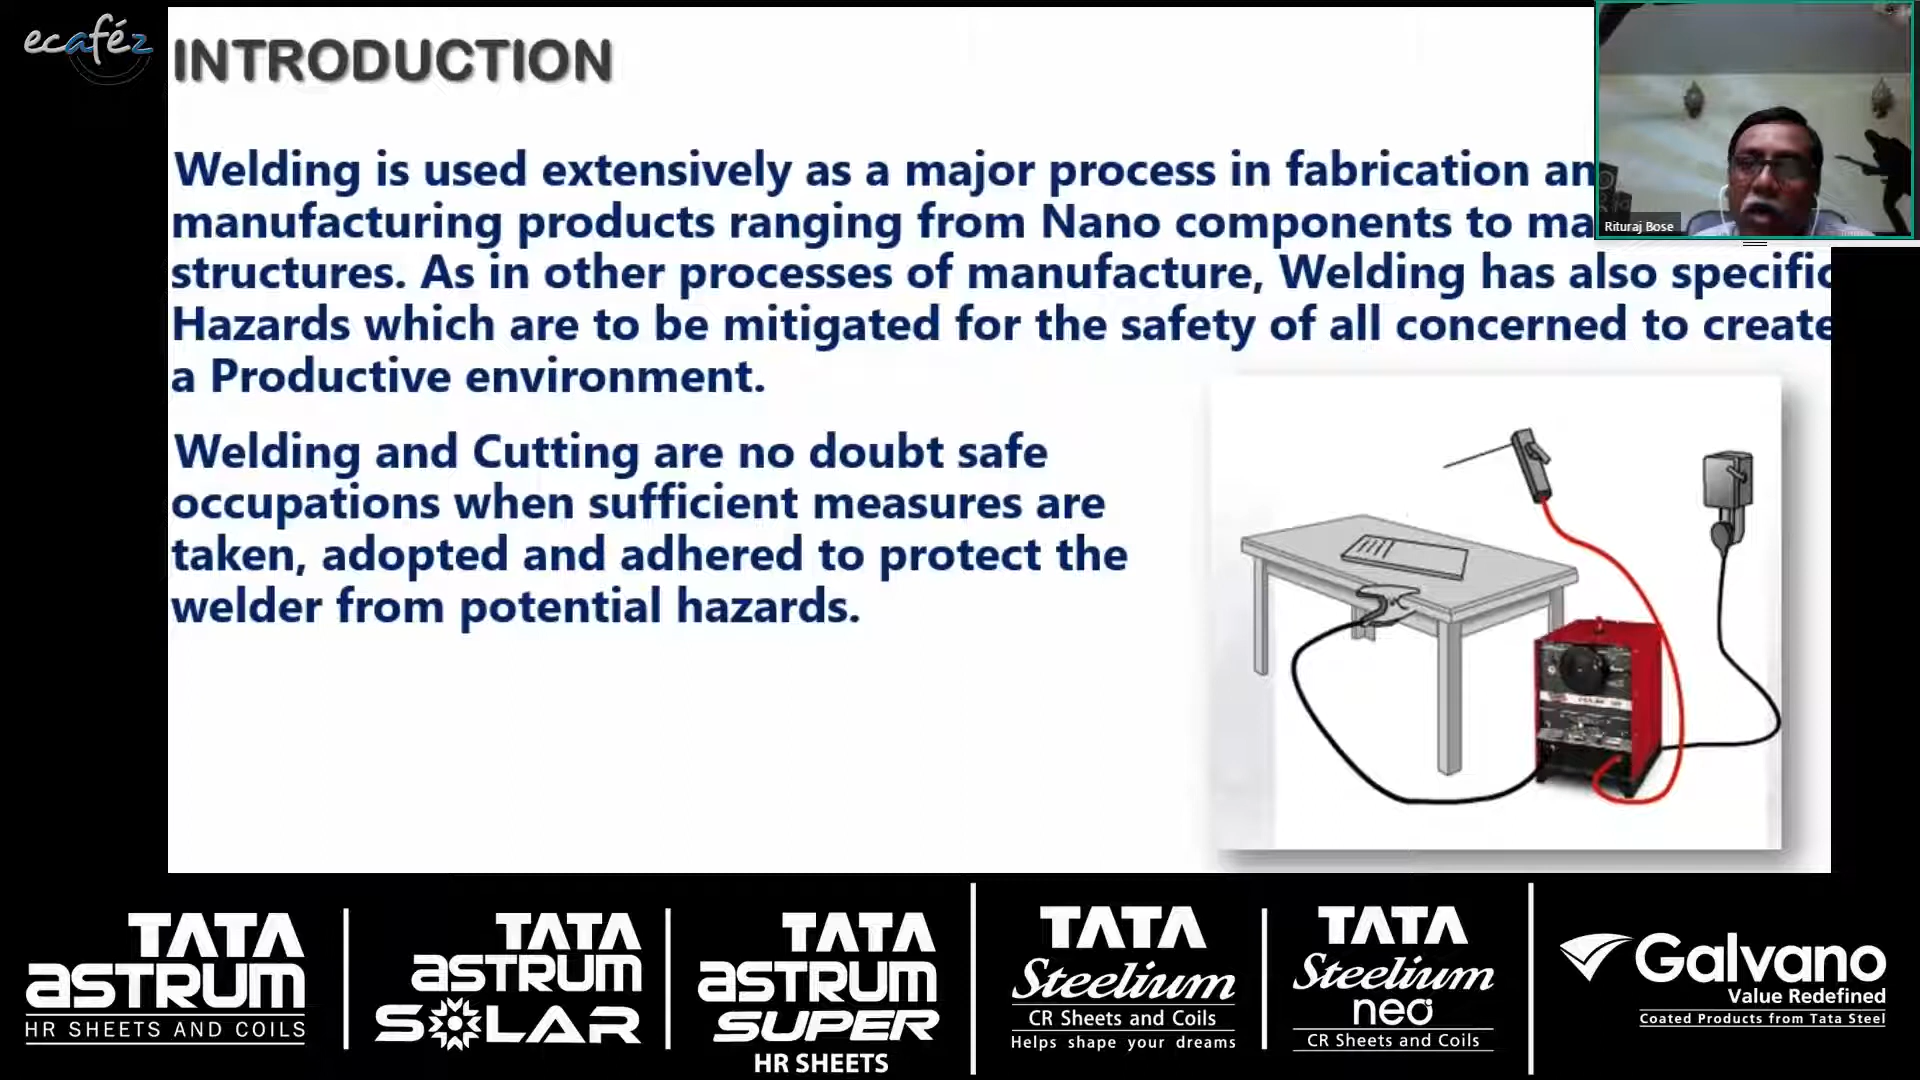 ecaféz
INTRODUCTION
Welding is used extensively as a major process in fabrication an
manufacturing products ranging from Nano components to ma
structures. As in other processes of manufacture, Welding has also specific
Hazards which are to be mitigated for the safety of all concerned to create
a Productive environment.
Welding and Cutting are no doubt safe
occupations when sufficient measures are
taken, adopted and adhered to protect the
welder from potential hazards.
Rituraj Bose
TATA
ASTRUM
HR SHEETS AND COILS
TATA
ASTRUM
SOLAR
TATA
ASTRUM
SUPER
HR SHEETS
TATA
Steelium
CR Sheets and Coils
Helps shape your dreams
TATA
Steelium
neo
CR Sheets and Coils
Galvano
Value Redefined
Coated Products from Tata Steel